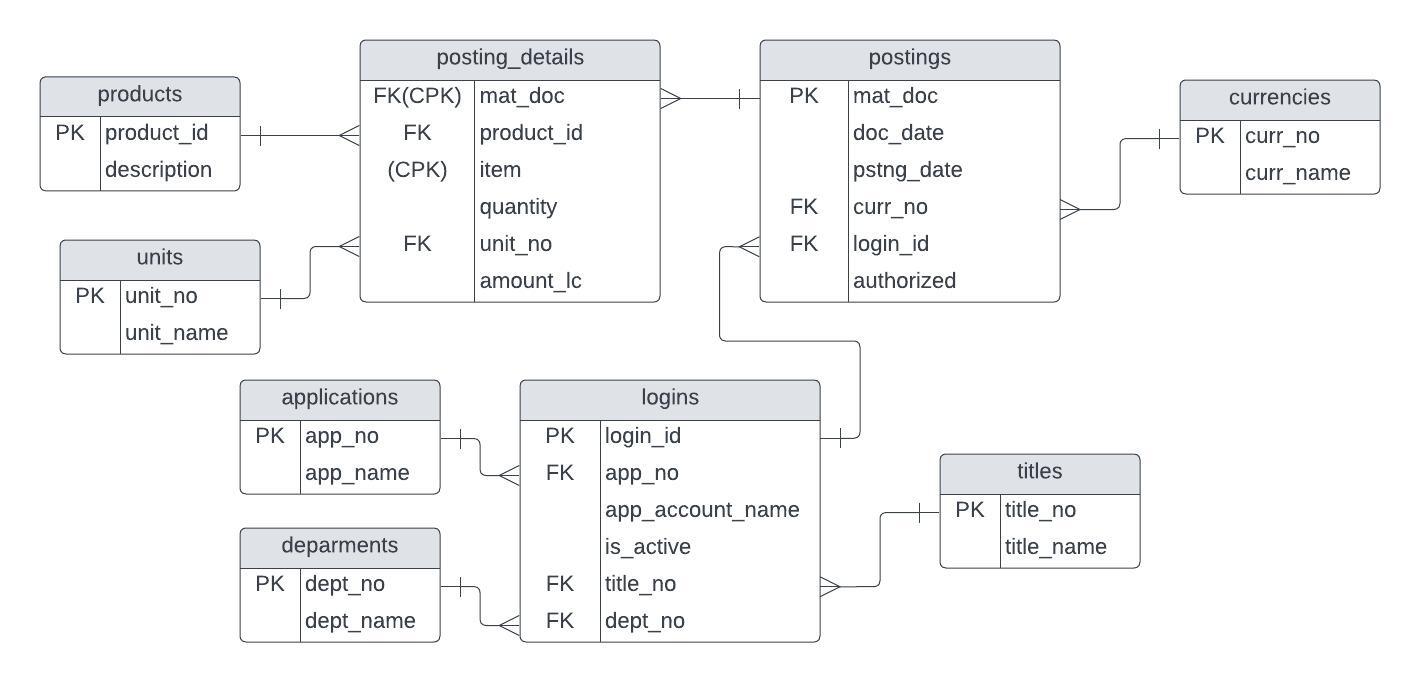 products
PK product_id
description
posting_details
FK(CPK) mat_doc
FK product_id
(CPK) item
quantity
FK unit_no
amount_lc
postings
PK mat_doc
doc_date
pstng_date
FK curr_no
FK login_id
authorized
currencies
PK curr_no
curr_name
units
PK unit_no
unit_name
applications
PK app_no
app_name
logins
PK login_id
FK app_no
app_account_name
is_active
FK title_no
FK dept_no
titles
PK title_no
title_name
deparments
PK dept_no
dept_name